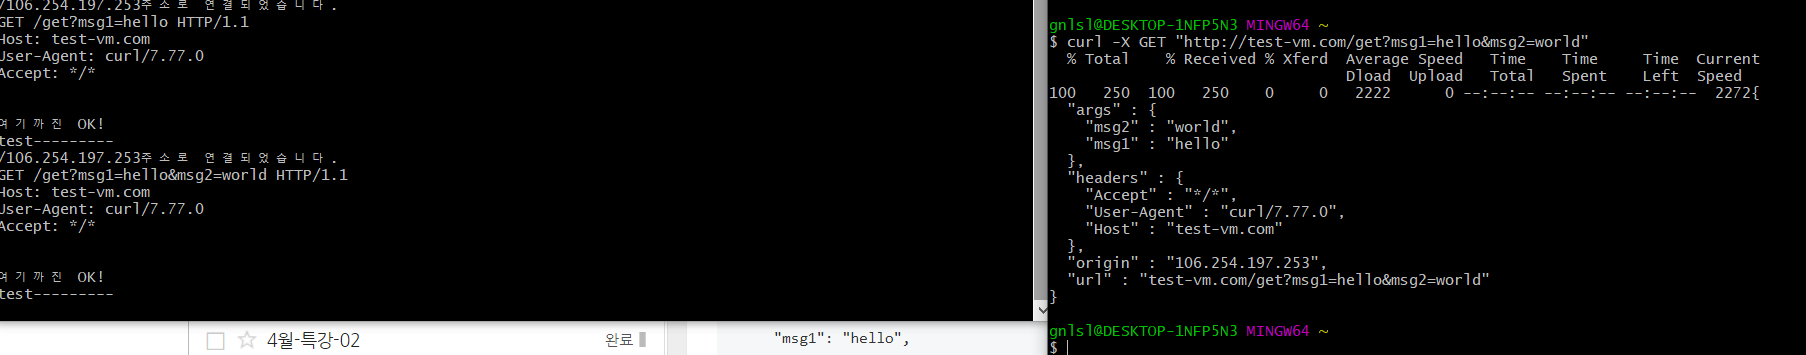 /106.254.197.253주소로 연결되었습니다.
GET /get?msg1=hello HTTP/1.1
Host: test-vm.com
User-Agent: curl/7.77.0
Accept: */*
여기까진 OK!
test---------
/106.254.197.253주소로 연결되었습니다.
GET /get?msg1=hello&msg2=world HTTP/1.1
Host: test-vm.com
User-Agent: curl/7.77.0
Accept: */*
여기까진 OK!
test---------
4월-특강-02 완료
"msg1": "hello",
gnlsl@DESKTOP-1NFP5N3 MINGW64 ~
$ curl -X GET "http://test-vm.com/get?msg1=hello&msg2=world"
  % Total    % Received % Xferd  Average Speed   Time    Time     Time  Current
                                 Dload  Upload   Total   Spent    Left  Speed
100   250  100   250    0     0   2222      0 --:--:-- --:--:-- --:--:--  2272{
  "args" : {
    "msg2" : "world",
    "msg1" : "hello"
  },
  "headers" : {
    "Accept" : "*/*",
    "User-Agent" : "curl/7.77.0",
    "Host" : "test-vm.com"
  },
  "origin" : "106.254.197.253",
  "url" : "test-vm.com/get?msg1=hello&msg2=world"
}
gnlsl@DESKTOP-1NFP5N3 MINGW64 ~
$